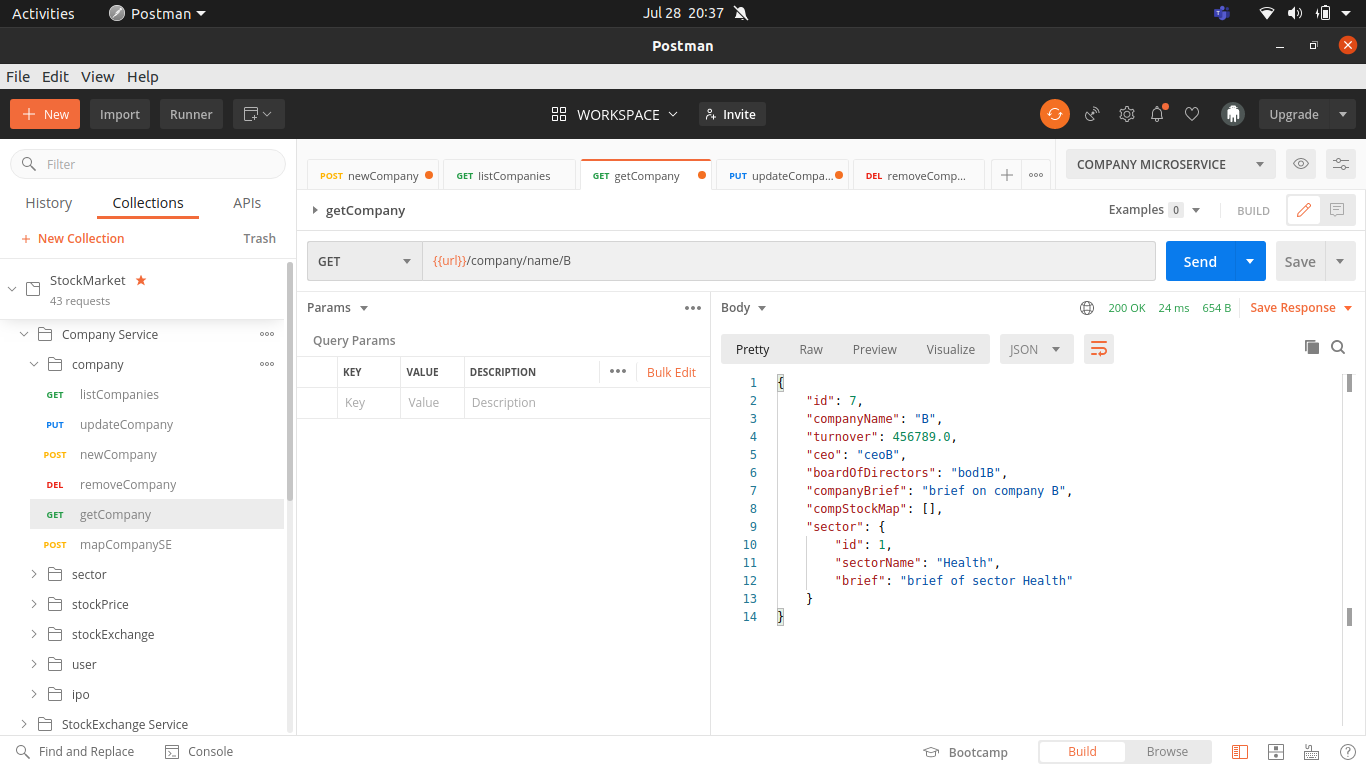 Activities Postman Jul 28 20:37
Postman
File Edit View Help
+ New Import Runner WORKSPACE Invite Upgrade
Filter
History Collections APIs
+ New Collection Trash
StockMarket
43 requests
Company Service
company
GET listCompanies
PUT updateCompany
POST newCompany
DEL removeCompany
GET getCompany
POST mapCompanySE
sector
stockPrice
stockExchange
user
ipo
StockExchange Service
POST newCompany GET listCompanies GET getCompany PUT updateCompa... DEL removeComp... + COMPANY MICROSERVICE
getCompany Examples 0 BUILD
GET {{url}}/company/name/B Send Save
Params
Query Params
KEY VALUE DESCRIPTION Bulk Edit
Key Value Description
Body 200 OK 24 ms 654 B Save Response
Pretty Raw Preview Visualize JSON
1 {
2 "id": 7,
3 "companyName": "B",
4 "turnover": 456789.0,
5 "ceo": "ceoB",
6 "boardOfDirectors": "bod1B",
7 "companyBrief": "brief on company B",
8 "compStockMap": [],
9 "sector": {
10 "id": 1,
11 "sectorName": "Health",
12 "brief": "brief of sector Health"
13 }
14 }
Find and Replace Console Bootcamp Build Browse